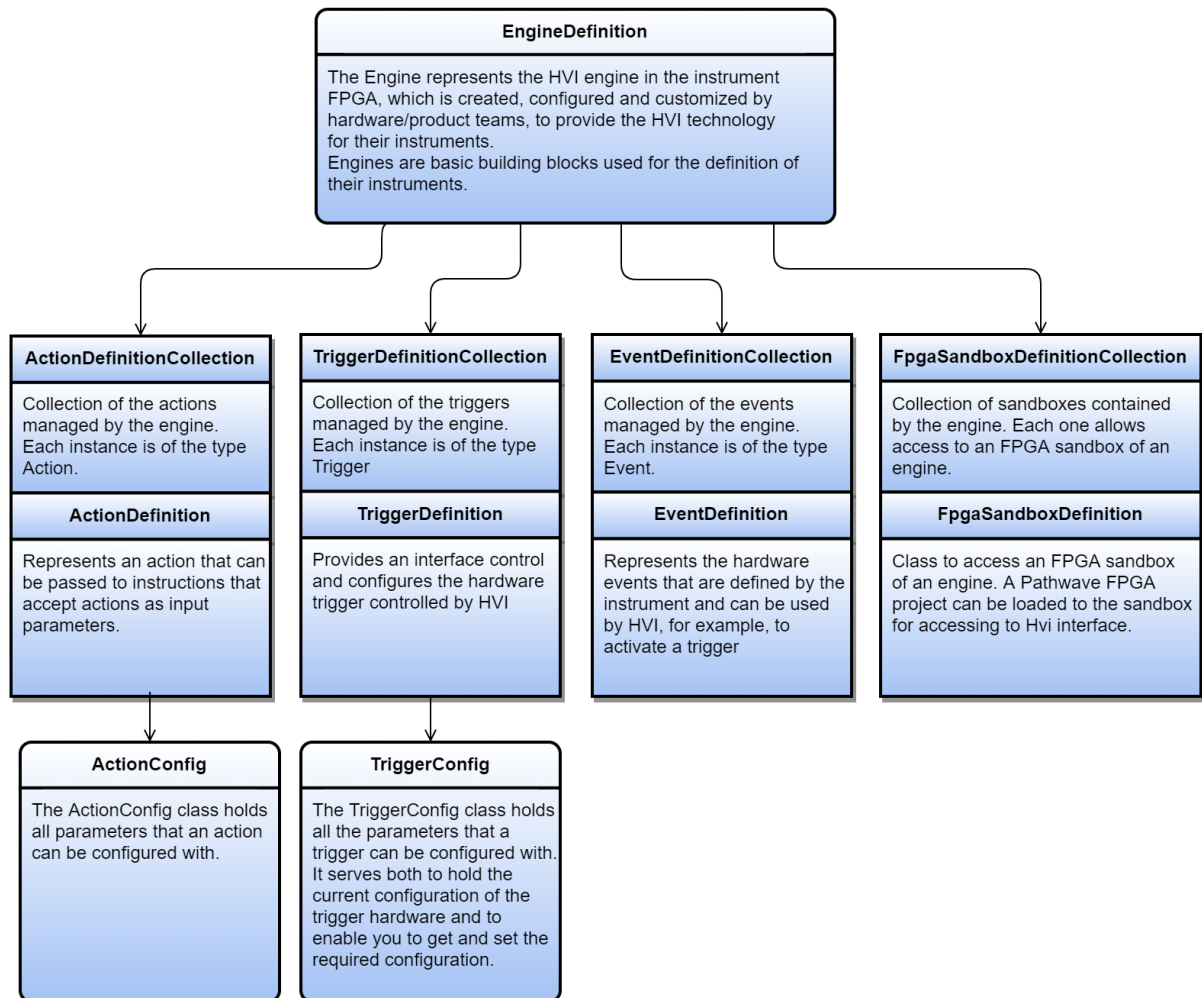 EngineDefinition
The Engine represents the HVI engine in the instrument
FPGA, which is created, configured and customized by
hardware/product teams, to provide the HVI technology
for their instruments.
Engines are basic building blocks used for the definition of
their instruments.
ActionDefinitionCollection
Collection of the actions
managed by the engine.
Each instance is of the type
Action.
ActionDefinition
Represents an action that can
be passed to instructions that
accept actions as input
parameters.
TriggerDefinitionCollection
Collection of the triggers
managed by the engine.
Each instance is of the type
Trigger
TriggerDefinition
Provides an interface control
and configures the hardware
trigger controlled by HVI
EventDefinitionCollection
Collection of the events
managed by the engine.
Each instance is of the type
Event.
EventDefinition
Represents the hardware
events that are defined by the
instrument and can be used
by HVI, for example, to
activate a trigger
FpgaSandboxDefinitionCollection
Collection of sandboxes contained
by the engine. Each one allows
access to an FPGA sandbox of an
engine.
FpgaSandboxDefinition
Class to access an FPGA sandbox
of an engine. A Pathwave FPGA
project can be loaded to the sandbox
for accessing to Hvi interface.
ActionConfig
The ActionConfig class holds
all parameters that an action
can be configured with.
TriggerConfig
The TriggerConfig class holds
all the parameters that a
trigger can be configured with.
It serves both to hold the
current configuration of the
trigger hardware and to
enable you to get and set the
required configuration.